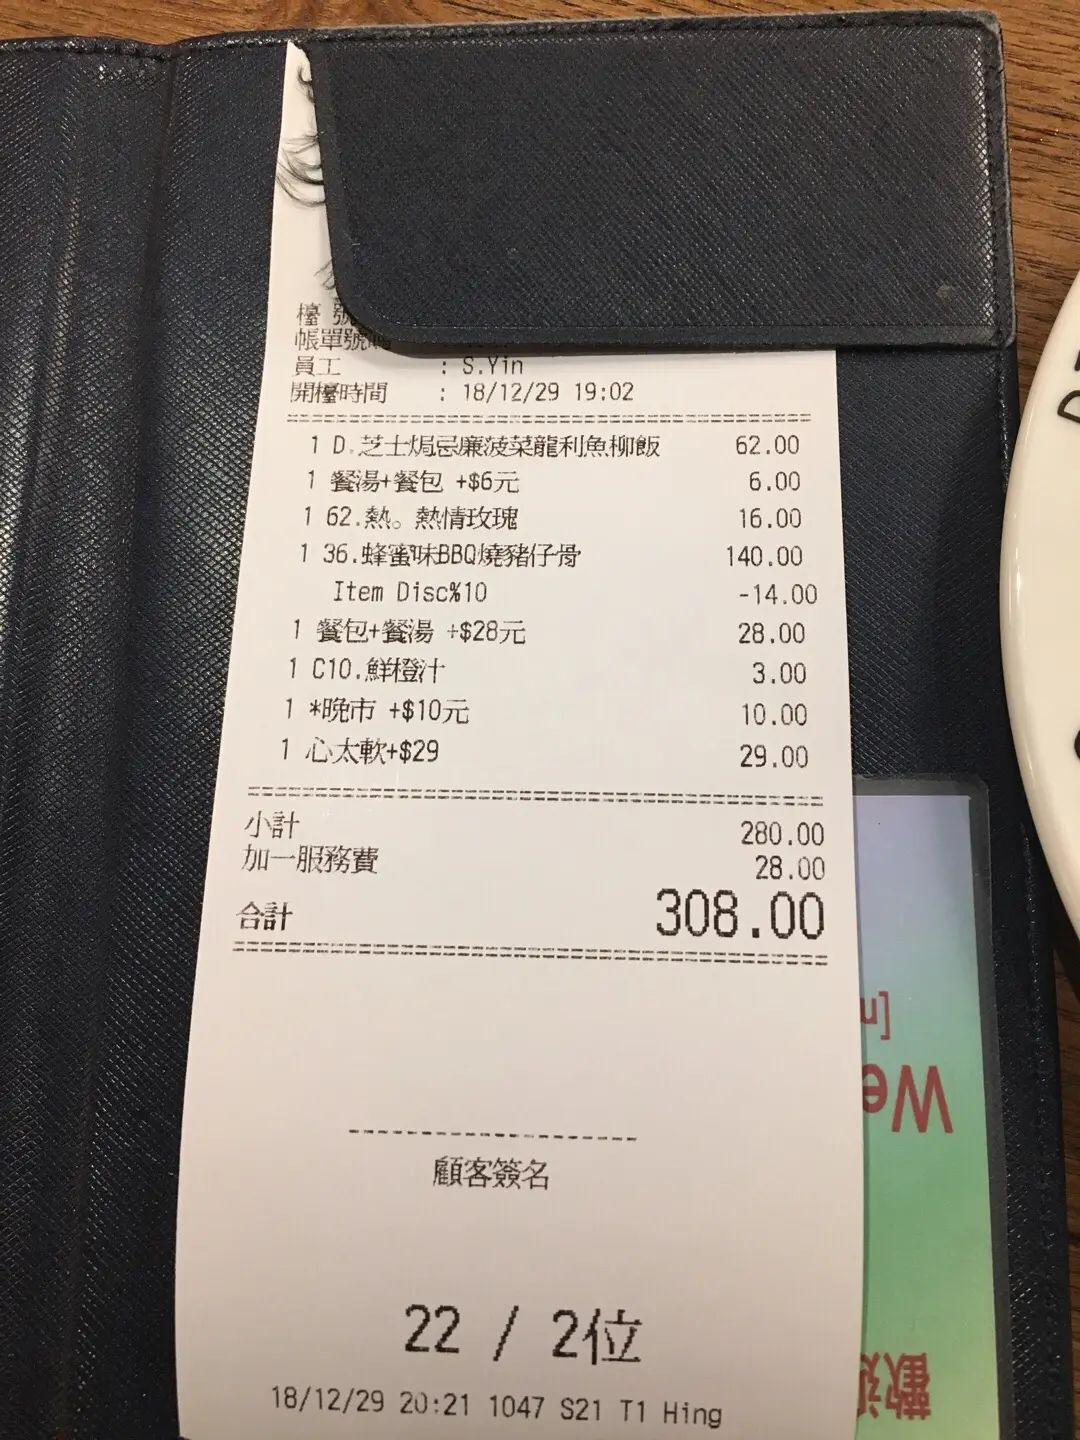 檯 號
帳單號碼
員工 : S.Yin
開檯時間 : 18/12/29 19:02
1 D.芝士焗忌廉菠菜龍利魚柳飯 62.00
1 餐湯+餐包 +$6元 6.00
1 62.熱。熱情玫瑰 16.00
1 36.蜂蜜味BBQ燒豬仔骨 140.00
Item Disc%10 -14.00
1 餐包+餐湯 +$28元 28.00
1 C10.鮮橙汁 3.00
1 *晚市 +$10元 10.00
1 心太軟+$29 29.00
小計 280.00
加一服務費 28.00
合計 308.00
顧客簽名
22 / 2位
18/12/29 20:21 1047 S21 T1 Hing
We
歡迎